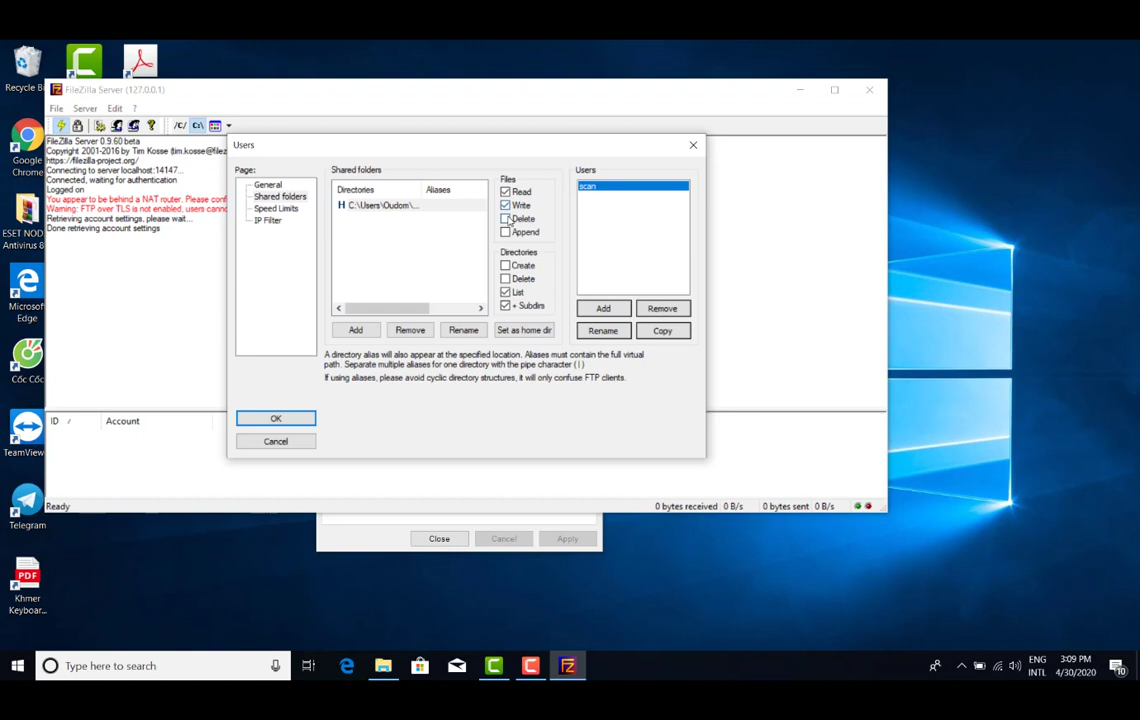 Recycle Bi
Google
Chrome
ESET NOD
Antivirus 8
Microsof
Edge
Cốc Cốc
TeamView
Telegram
PDF
Khmer
Keyboar...
FileZilla Server (127.0.0.1)
File Server Edit ?
/C/ C:\
FileZilla Server 0.9.60 beta
Copyright 2001-2016 by Tim Kosse (tim.kosse@filez
https://filezilla-project.org/
Connecting to server localhost:14147...
Connected, waiting for authentication
Logged on
You appear to be behind a NAT router. Please conf
Warning: FTP over TLS is not enabled, users canno
Retrieving account settings, please wait...
Done retrieving account settings
ID / Account
Ready
0 bytes received 0 B/s 0 bytes sent 0 B/s
Users
Page:
General
Shared folders
Speed Limits
IP Filter
OK
Cancel
Shared folders
Directories Aliases
H C:\Users\Oudom\...
Add Remove Rename Set as home dir
Files
Read
Write
Delete
Append
Directories
Create
Delete
List
+ Subdirs
Users
scan
Add Remove
Rename Copy
A directory alias will also appear at the specified location. Aliases must contain the full virtual
path. Separate multiple aliases for one directory with the pipe character (|)
If using aliases, please avoid cyclic directory structures, it will only confuse FTP clients.
Close Cancel Apply
Type here to search
ENG
INTL
3:09 PM
4/30/2020
10